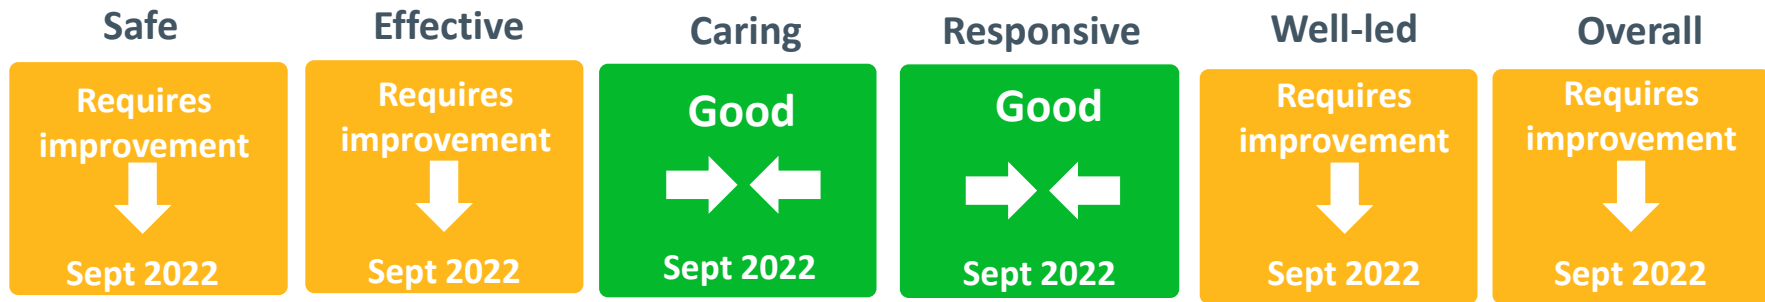 Safe
Effective
Caring
Responsive
Well-led
Overall
Requires
improvement
Sept 2022
Requires
improvement
Sept 2022
Good
Sept 2022
Good
Sept 2022
Requires
improvement
Sept 2022
Requires
improvement
Sept 2022